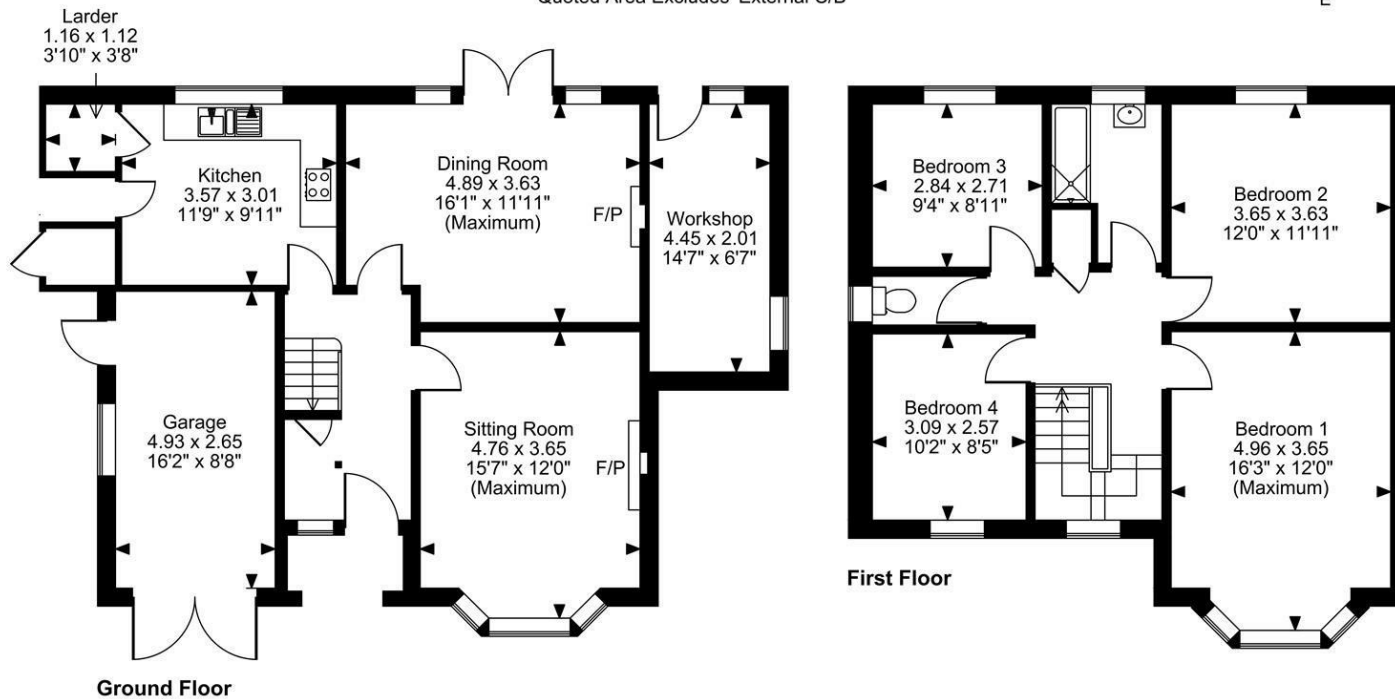 Quoted Area Excludes 'External C/B'
E
Larder
1.16 x 1.12
3'10" x 3'8"
Kitchen
3.57 x 3.01
11'9" x 9'11"
Dining Room
4.89 x 3.63
16'1" x 11'11"
(Maximum)
F/P
Workshop
4.45 x 2.01
14'7" x 6'7"
Garage
4.93 x 2.65
16'2" x 8'8"
Sitting Room
4.76 x 3.65
15'7" x 12'0"
(Maximum)
F/P
Ground Floor
Bedroom 3
2.84 x 2.71
9'4" x 8'11"
Bedroom 2
3.65 x 3.63
12'0" x 11'11"
Bedroom 4
3.09 x 2.57
10'2" x 8'5"
Bedroom 1
4.96 x 3.65
16'3" x 12'0"
(Maximum)
First Floor